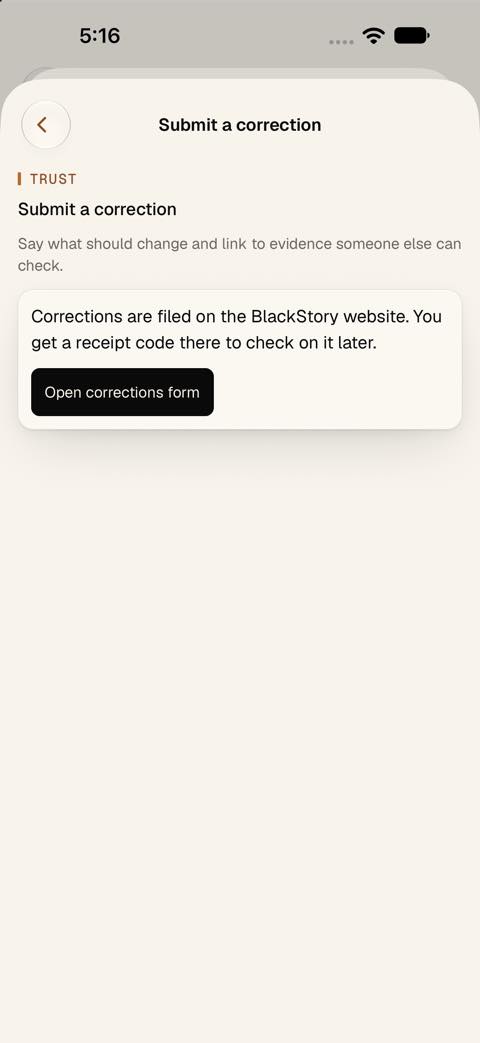 5:16
Submit a correction
TRUST
Submit a correction
Say what should change and link to evidence someone else can
check.
Corrections are filed on the BlackStory website. You
get a receipt code there to check on it later.
Open corrections form